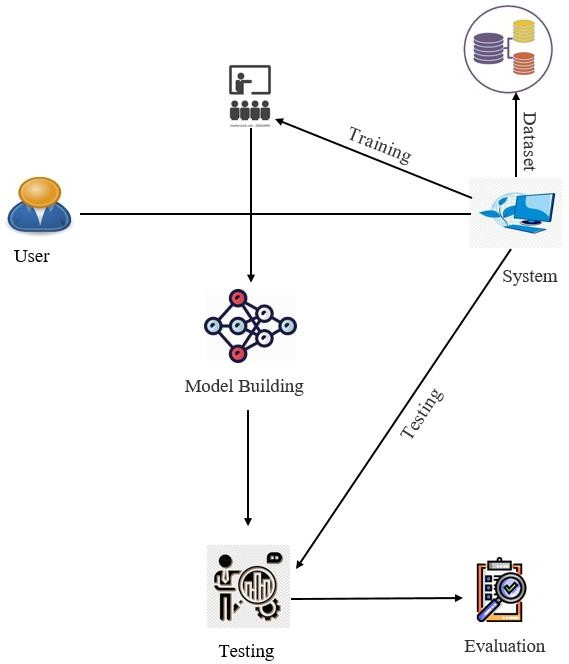 Dataset
Training
User
System
Model Building
Testing
Testing
Evaluation